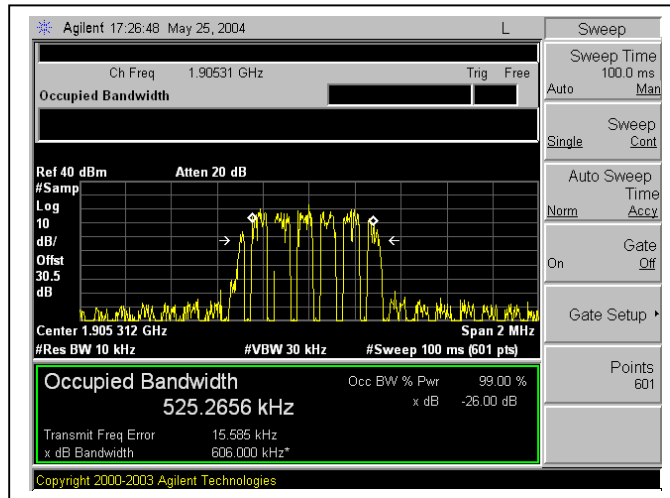 Agilent 17:26:48 May 25, 2004 L
Ch Freq 1.90531 GHz Trig Free
Occupied Bandwidth
Ref 40 dBm Atten 20 dB
#Samp
Log
10
dB/
Offst
30.5
dB
Center 1.905 312 GHz Span 2 MHz
#Res BW 10 kHz #VBW 30 kHz #Sweep 100 ms (601 pts)
Occupied Bandwidth Occ BW % Pwr 99.00 %
525.2656 kHz x dB -26.00 dB
Transmit Freq Error 15.585 kHz
x dB Bandwidth 606.000 kHz*
Copyright 2000-2003 Agilent Technologies
Sweep
Sweep Time
100.0 ms
Auto Man
Sweep
Single Cont
Auto Sweep
Time
Norm Accy
Gate
On Off
Gate Setup
Points
601